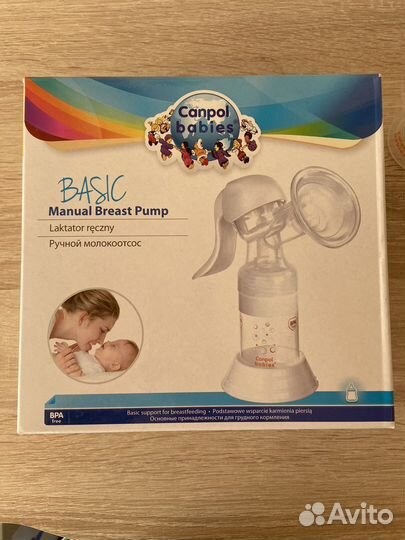 Canpol
babies
BASIC
Manual Breast Pump
Laktator ręczny
Ручной молокоотсос
Canpol
babies
BPA
free
Basic support for breastfeeding • Podstawowe wsparcie karmienia piersią
Основные принадлежности для грудного кормления
Avito